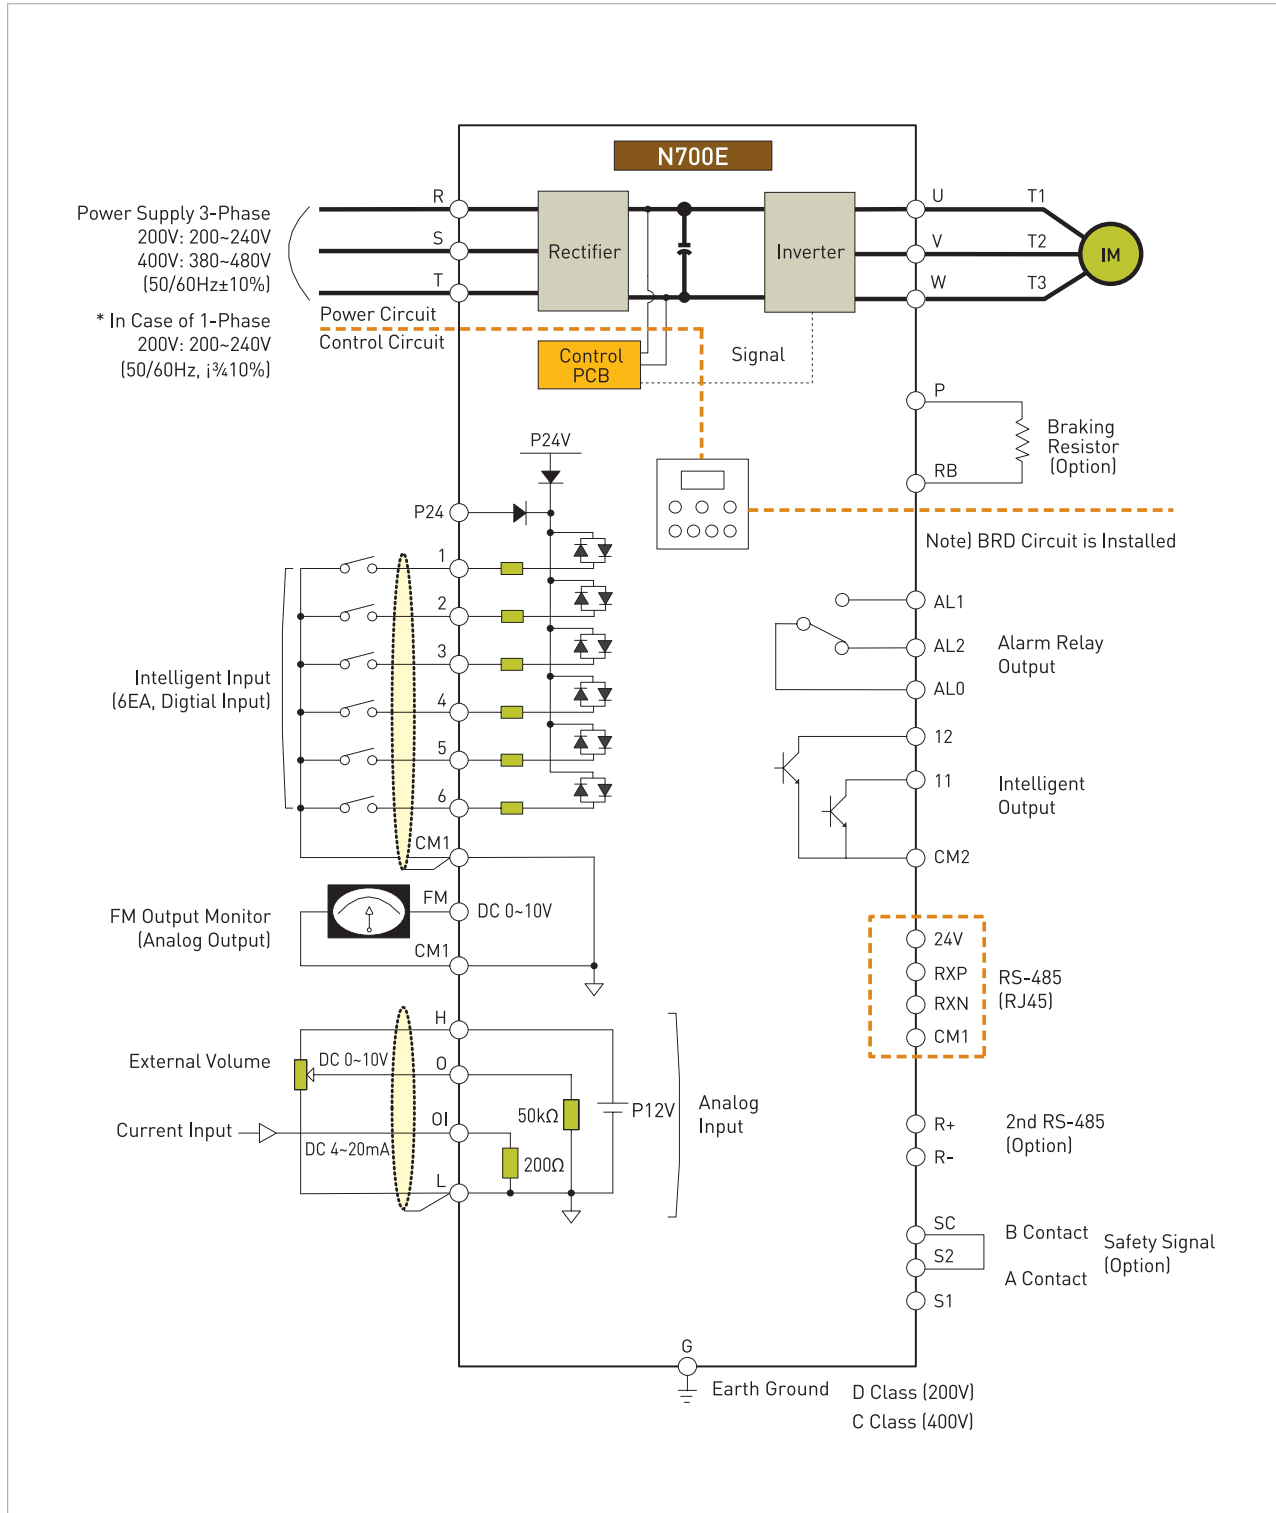 N700E
R
S
T
Power Supply 3-Phase
200V: 200~240V
400V: 380~480V
(50/60Hz±10%)
* In Case of 1-Phase
200V: 200~240V
(50/60Hz, ¡¾10%)
Rectifier
Inverter
U
V
W
T1
T2
T3
IM
Power Circuit
Control Circuit
Control
PCB
Signal
P
RB
Braking
Resistor
(Option)
Note) BRD Circuit is Installed
P24V
P24
1
2
3
4
5
6
CM1
Intelligent Input
(6EA, Digtial Input)
AL1
AL2
AL0
Alarm Relay
Output
12
11
CM2
Intelligent
Output
FM
DC 0~10V
CM1
FM Output Monitor
(Analog Output)
24V
RXP
RXN
CM1
RS-485
(RJ45)
H
O
OI
L
External Volume
DC 0~10V
Current Input
DC 4~20mA
50kΩ
200Ω
P12V
Analog
Input
R+
R-
2nd RS-485
(Option)
SC
S2
S1
B Contact
A Contact
Safety Signal
(Option)
G
Earth Ground
D Class (200V)
C Class (400V)